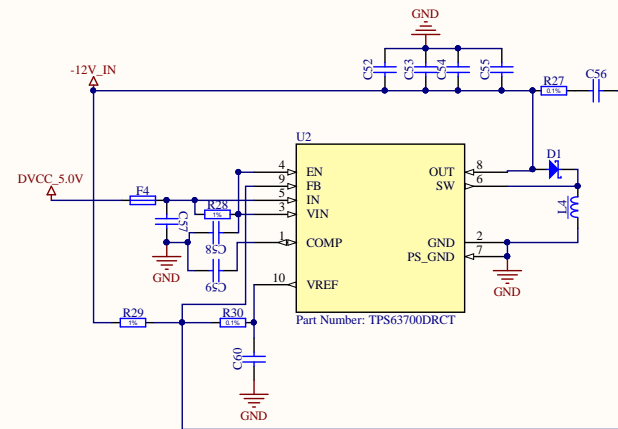 GND
C52
C53
C54
C55
-12V_IN
R27
0.1%
C56
U2
DVCC_5.0V
F4
4
EN
OUT
8
D1
9
FB
SW
6
5
IN
R28
1%
3
VIN
L4
C57
C58
1
COMP
GND
2
PS_GND
7
GND
C59
GND
10
VREF
R29
1%
R30
0.1%
Part Number: TPS63700DRCT
C60
GND